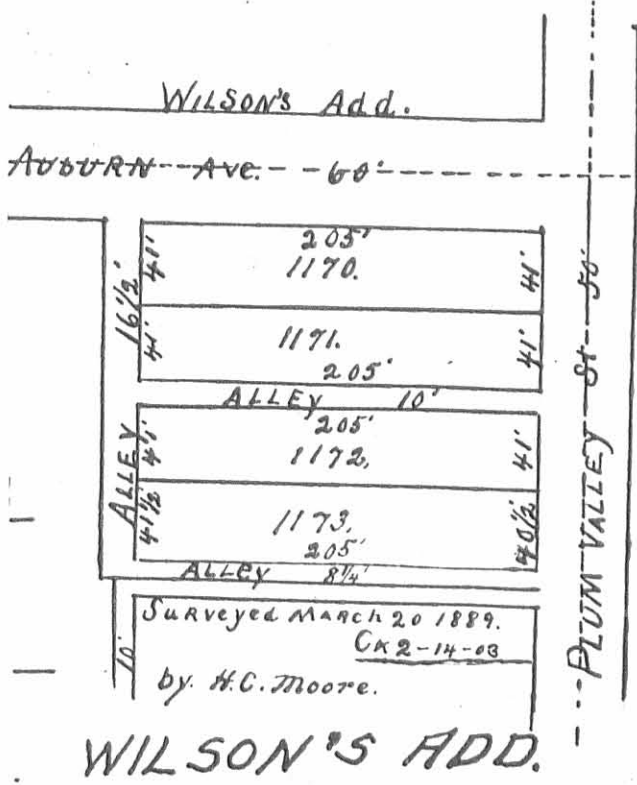 WILSON'S Add.
AUBURN Ave. 60'
205'
1170.
41'
41'
16½'
1171.
205'
41'
41'
ALLEY 10'
205'
1172.
41'
41'
ALLEY
1173.
205'
41½'
40½'
ALLEY 8¼'
PLUM VALLEY St 50'
10'
Surveyed March 20 1889.
CK 2-14-03
by. H.C. Moore.
WILSON'S ADD.